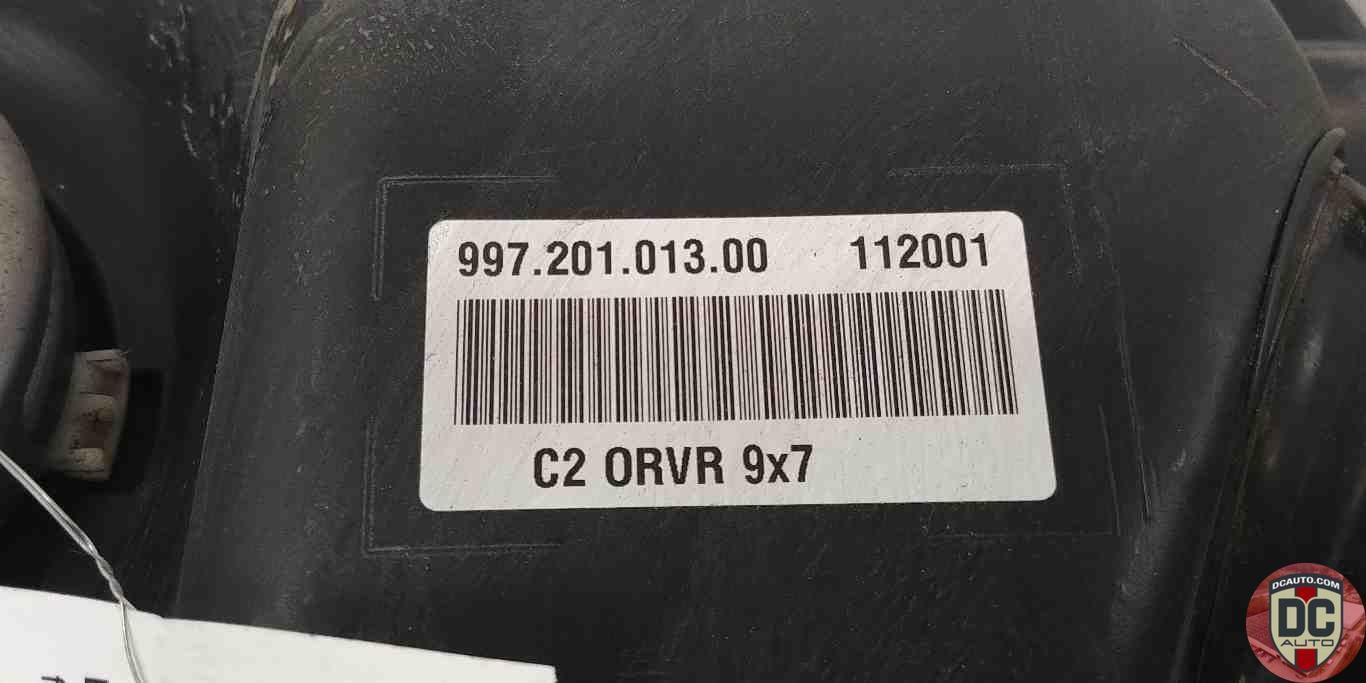 997.201.013.00 112001
C2 ORVR 9x7
DCAUTO.COM
DC
AUTO